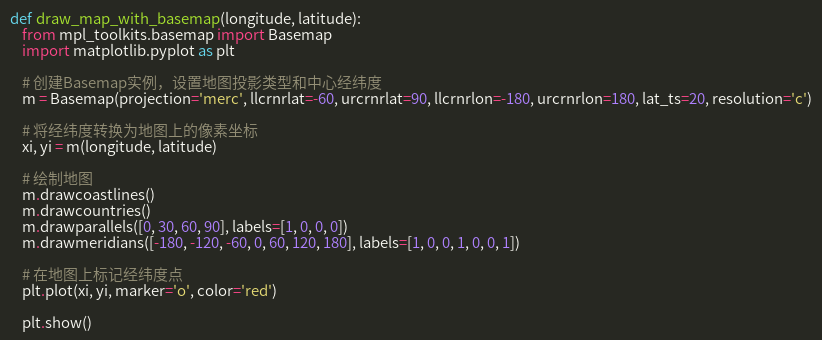 def draw_map_with_basemap(longitude, latitude):
from mpl_toolkits.basemap import Basemap
import matplotlib.pyplot as plt
# 创建Basemap实例，设置地图投影类型和中心经纬度
m = Basemap(projection='merc', llcrnrlat=-60, urcrnrlat=90, llcrnrlon=-180, urcrnrlon=180, lat_ts=20, resolution='c')
# 将经纬度转换为地图上的像素坐标
xi, yi = m(longitude, latitude)
# 绘制地图
m.drawcoastlines()
m.drawcountries()
m.drawparallels([0, 30, 60, 90], labels=[1, 0, 0, 0])
m.drawmeridians([-180, -120, -60, 0, 60, 120, 180], labels=[1, 0, 0, 1, 0, 0, 1])
# 在地图上标记经纬度点
plt.plot(xi, yi, marker='o', color='red')
plt.show()